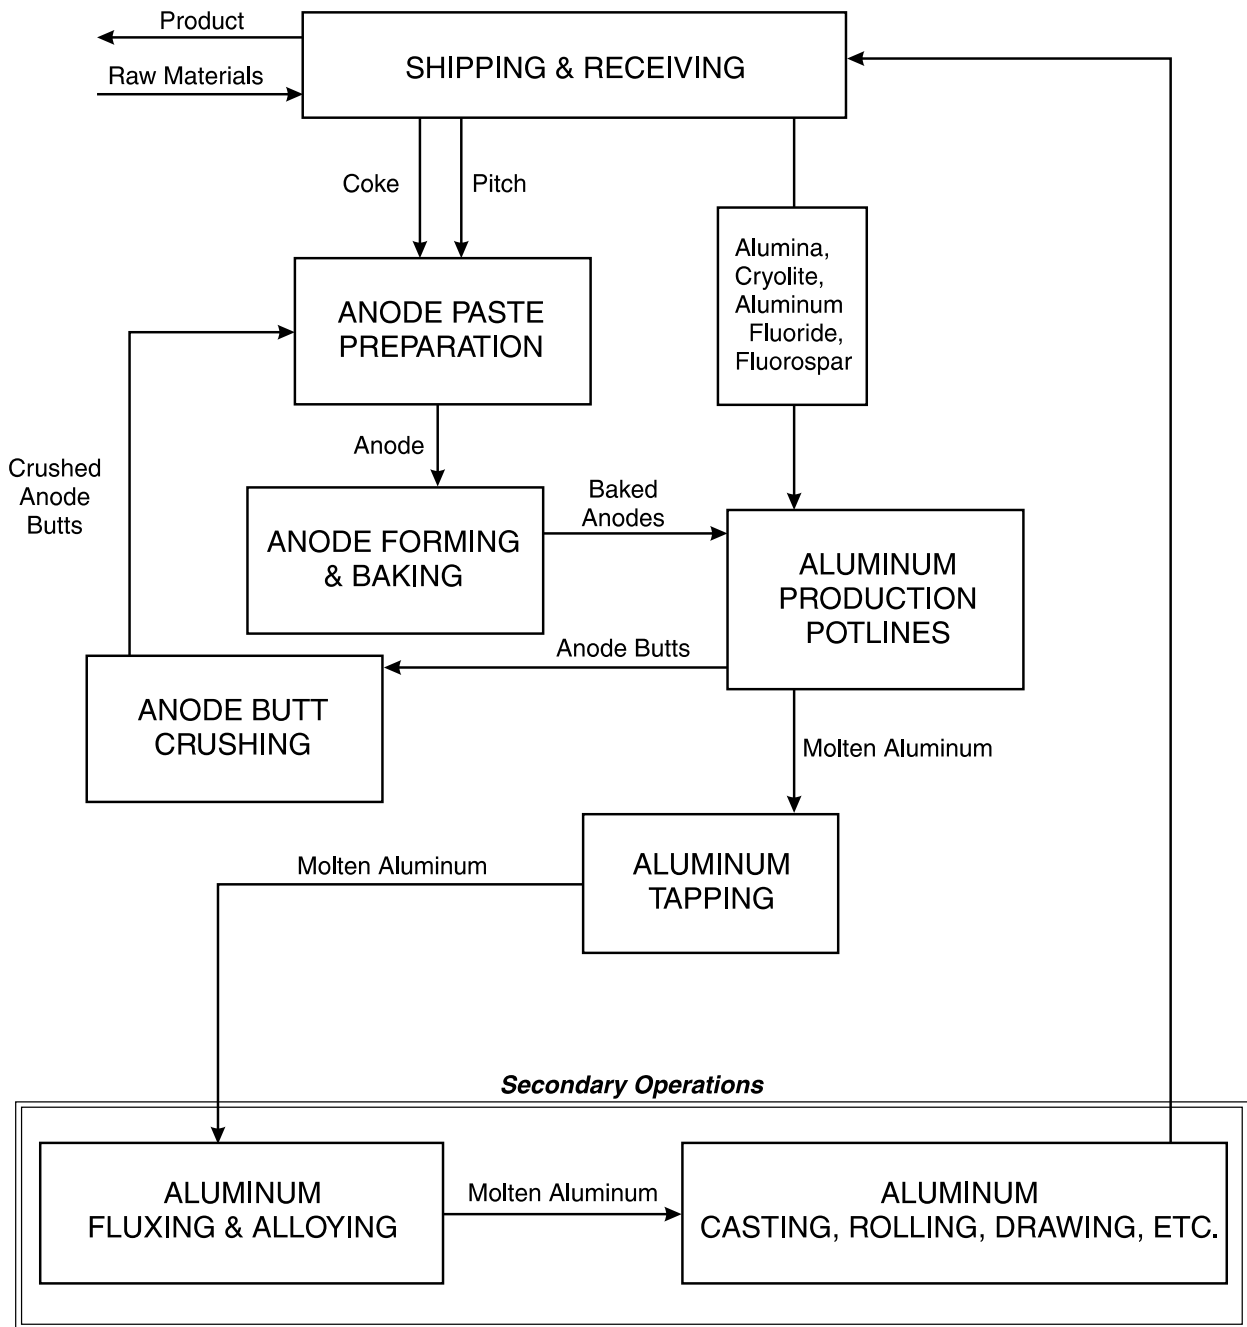 Product
SHIPPING & RECEIVING
Raw Materials
Coke
Pitch
Alumina,
Cryolite,
Aluminum
Fluoride,
Fluorospar
ANODE PASTE
PREPARATION
Anode
Crushed
Anode
Butts
Baked
Anodes
ANODE FORMING
& BAKING
ALUMINUM
PRODUCTION
POTLINES
Anode Butts
ANODE BUTT
CRUSHING
Molten Aluminum
ALUMINUM
TAPPING
Molten Aluminum
Secondary Operations
ALUMINUM
FLUXING & ALLOYING
Molten Aluminum
ALUMINUM
CASTING, ROLLING, DRAWING, ETC.